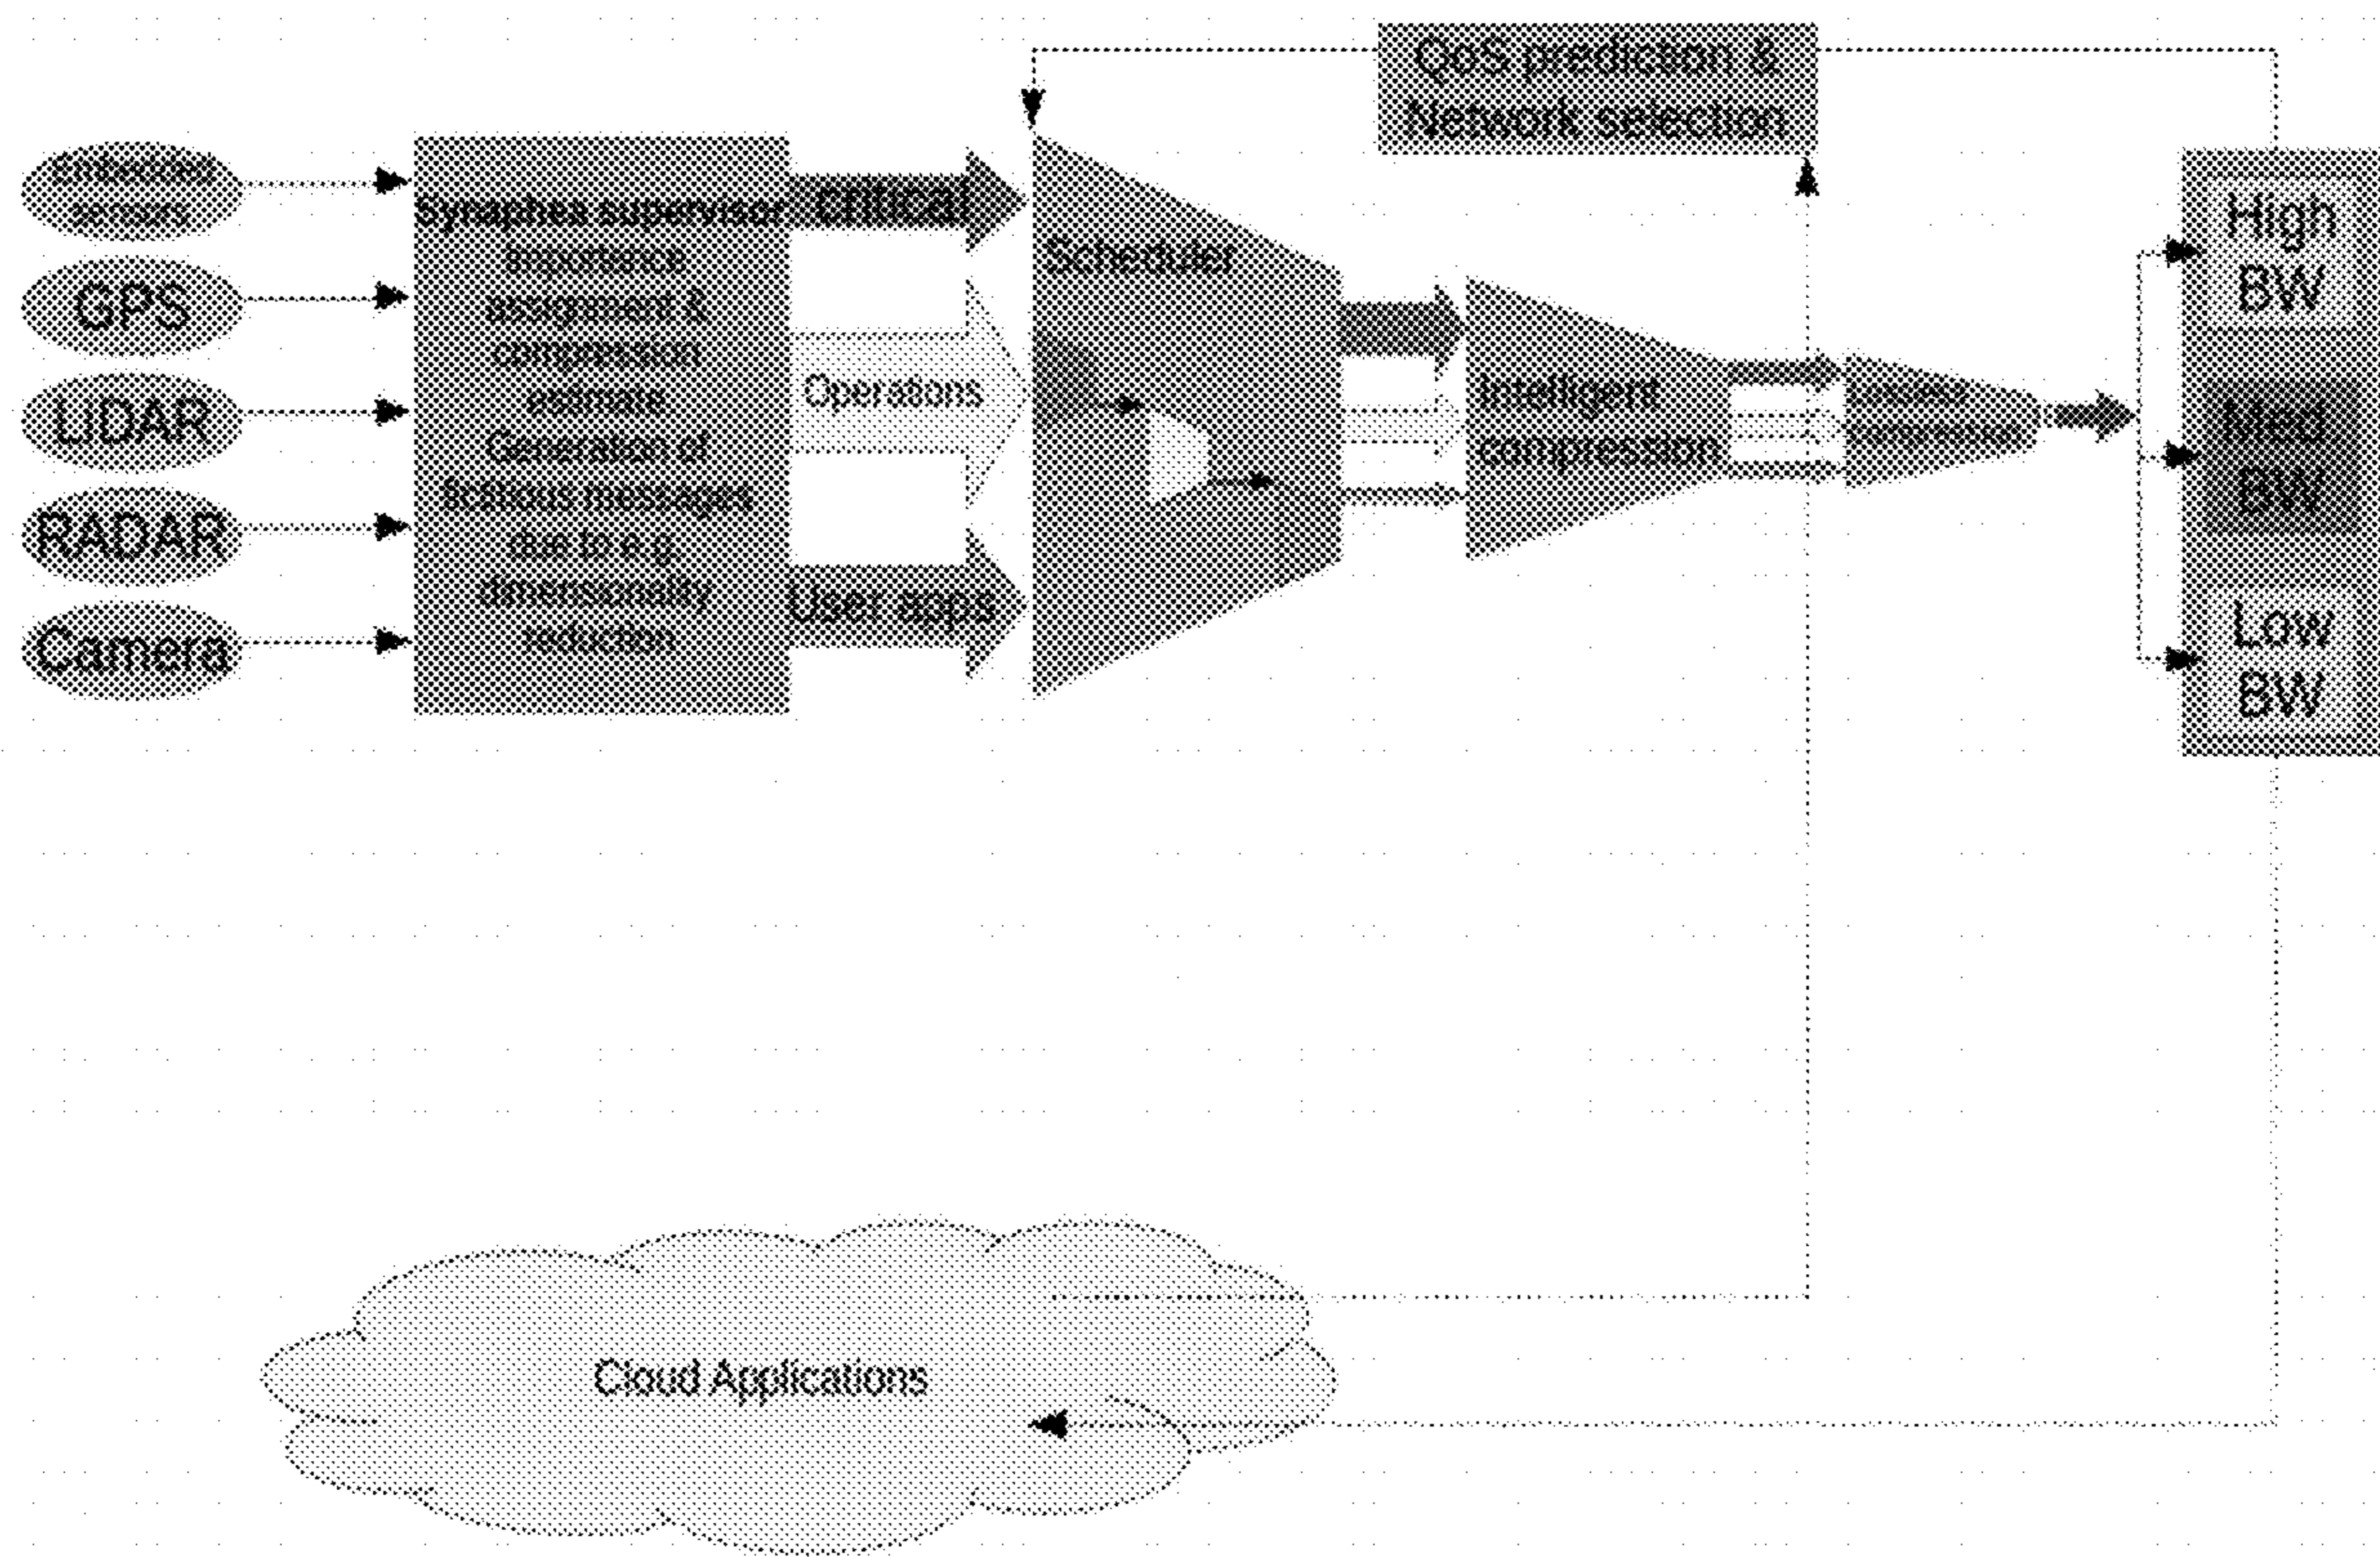 QoS prediction &
Network selection
Embedded
sensors
GPS
LiDAR
RADAR
Camera
Synaphea supervisor
Importance
assignment &
compression
estimate
Generation of
fictitious messages
due to e.g.
dimensionality
reduction
critical
Operations
User apps
Scheduler
Intelligent
compression
High
BW
Med
BW
Low
BW
Cloud Applications